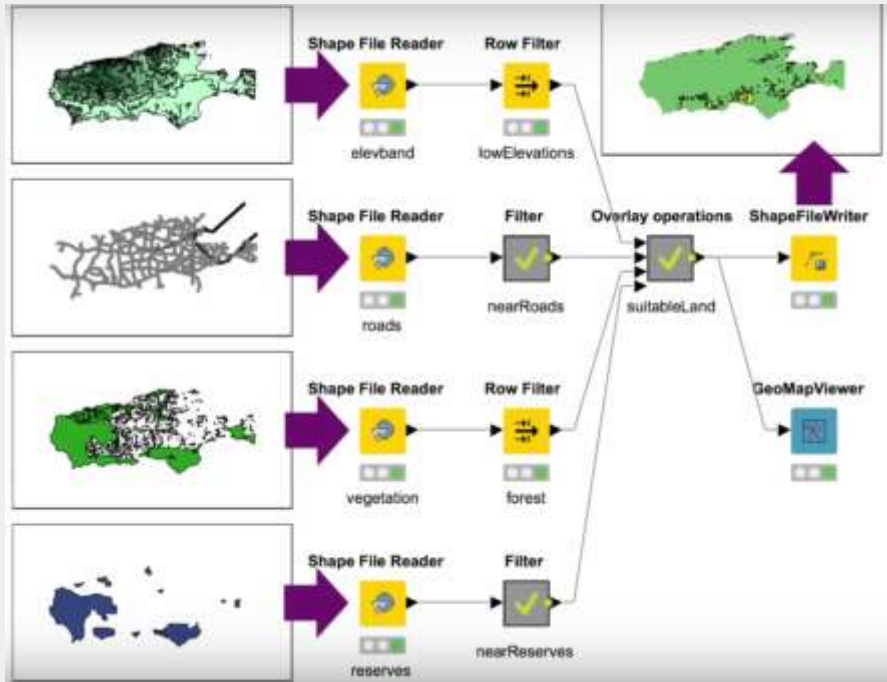 Shape File Reader
Row Filter
elevband
lowElevations
Shape File Reader
Filter
Overlay operations
ShapeFileWriter
roads
nearRoads
suitableLand
Shape File Reader
Row Filter
GeoMapViewer
vegetation
forest
Shape File Reader
Filter
reserves
nearReserves